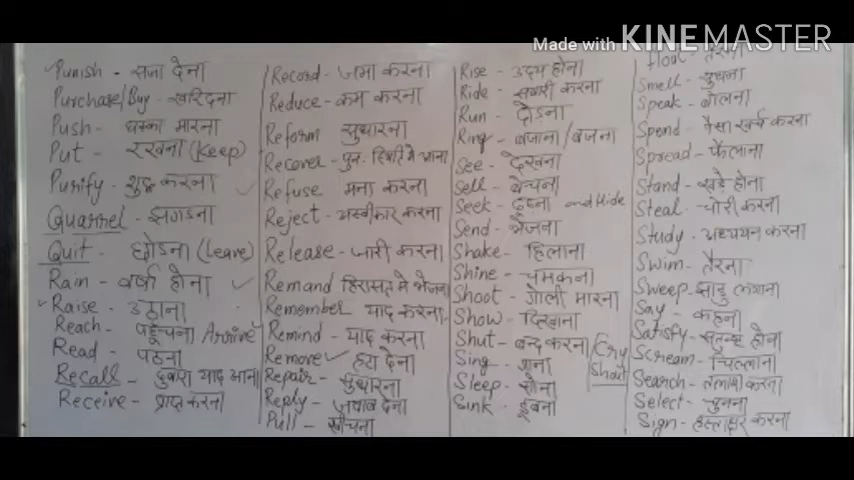 Made with KINEMASTER
Punish - सजा देना
Purchase/Buy - खरिदना
Push - धक्का मारना
Put - रखना (Keep)
Purify - शुद्ध करना
Quarrel - झगडना
Quit - छोडना (Leave)
Rain - वर्षा होना
Raise - उठाना
Reach - पहूंचना Arrive
Read - पढना
Recall - दुबारा याद आना
Receive - प्राप्त करना
Record - जमा करना
Reduce - कम करना
Reform सुधारना
Recover - पुनः स्थिति मे आना
Refuse मना करना
Reject - अस्वीकार करना
Release - जारी करना
Remand हिरासत मे भेजना
Remember याद करना
Remind - याद करना
Remove हटा देना
Repair - सुधारना
Reply - जवाब देना
Pull - खीचना
Rise - उदय होना
Ride - सवारी करना
Run - दौडना
Ring - बजाना/बजना
See - देखना
Sell - बेचना
Seek - ढूढना and Hide
Send - भेजना
Shake - हिलाना
Shine - चमकना
Shoot - गोली मारना
Show - दिखाना
Shut - बन्द करना
Sing - गाना
Sleep - सोना
Sink - डूबना
Cry
Shout
Float - तैरना
Smell - सुंघना
Speak - बोलना
Spend - पैसा खर्च करना
Spread - फैलाना
Stand - खडे होना
Steal - चोरी करना
Study - अध्ययन करना
Swim - तैरना
Sweep - झाडु लगाना
Say - कहना
Satisfy - सतुष्ट होना
Scream - चिल्लाना
Search - तलाश करना
Select - चुनना
Sign - हस्ताक्षर करना